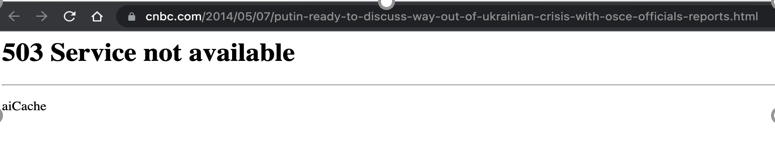 cnbc.com/2014/05/07/putin-ready-to-discuss-way-out-of-ukrainian-crisis-with-osce-officials-reports.html
503 Service not available
aiCache